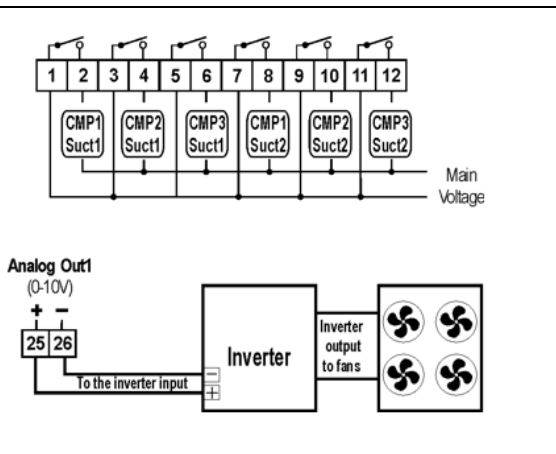 1 2 3 4 5 6 7 8 9 10 11 12
CMP1 CMP2 CMP3 CMP1 CMP2 CMP3
Suct1 Suct1 Suct1 Suct2 Suct2 Suct2
Main
Voltage
Analog Out1
(0-10V)
+ −
25 26
To the inverter input
−
+
Inverter
Inverter
output
to fans